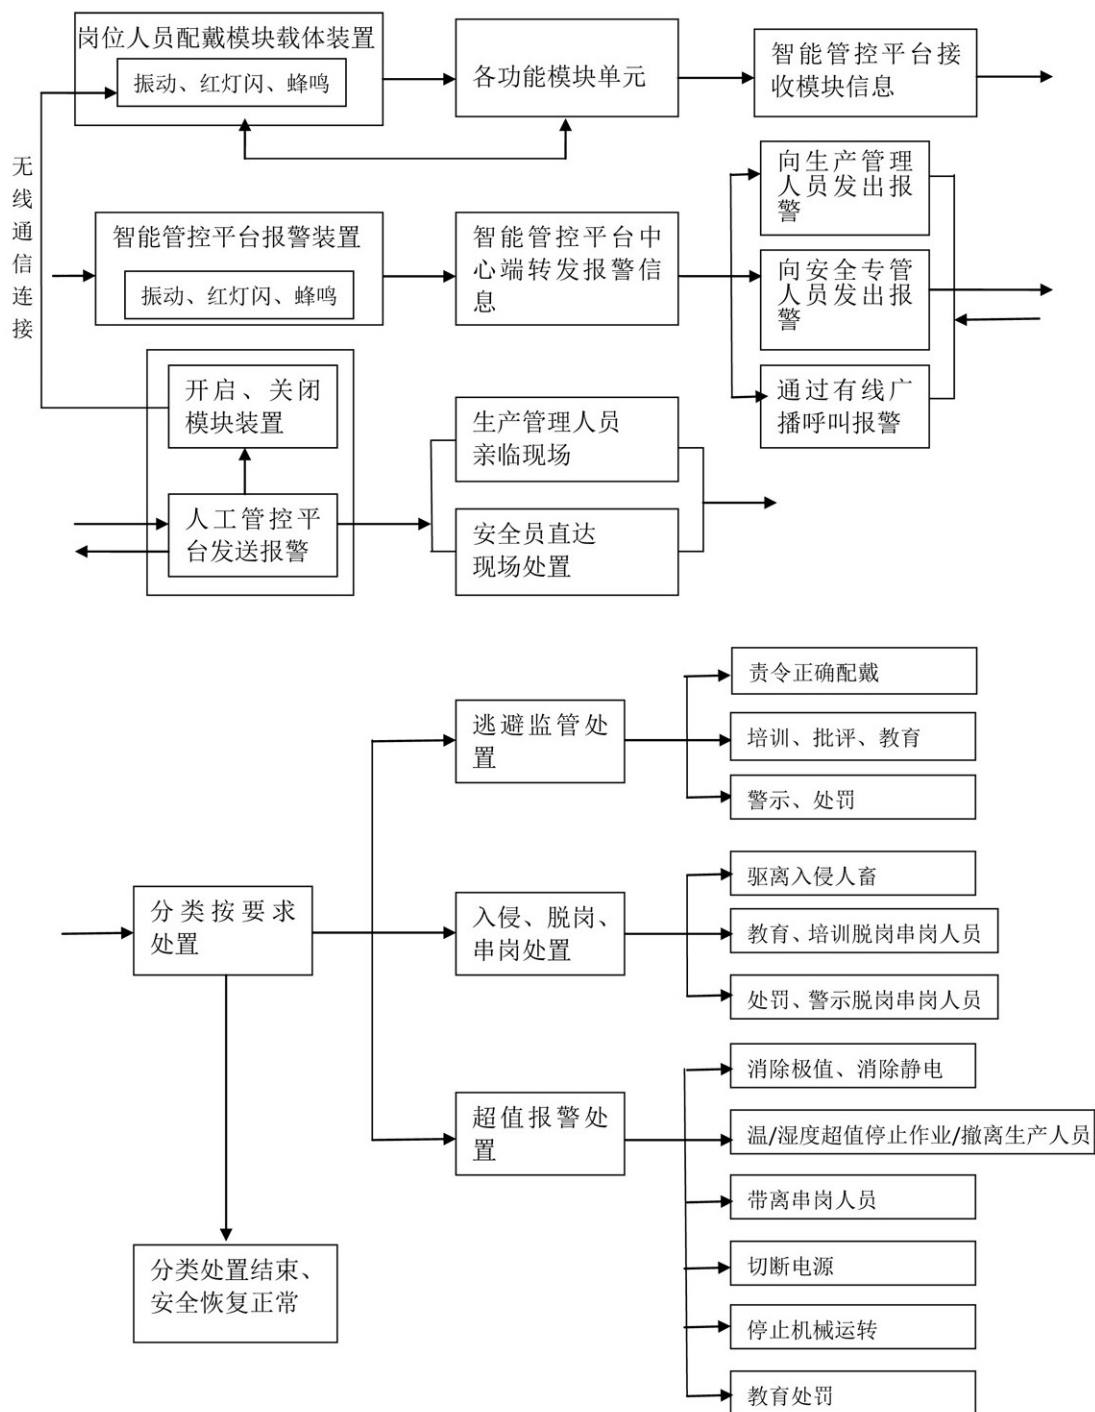 岗位人员配戴模块载体装置
振动、红灯闪、蜂鸣
各功能模块单元
智能管控平台接
收模块信息
无线通信连接
智能管控平台报警装置
振动、红灯闪、蜂鸣
智能管控平台中
心端转发报警信
息
向生产管理
人员发出报
警
向安全专管
人员发出报
警
通过有线广
播呼叫报警
开启、关闭
模块装置
人工管控平
台发送报警
生产管理人员
亲临现场
安全员直达
现场处置
分类按要求
处置
分类处置结束、
安全恢复正常
逃避监管处
置
责令正确配戴
培训、批评、教育
警示、处罚
入侵、脱岗、
串岗处置
驱离入侵人畜
教育、培训脱岗串岗人员
处罚、警示脱岗串岗人员
超值报警处
置
消除极值、消除静电
温/湿度超值停止作业/撤离生产人员
带离串岗人员
切断电源
停止机械运转
教育处罚